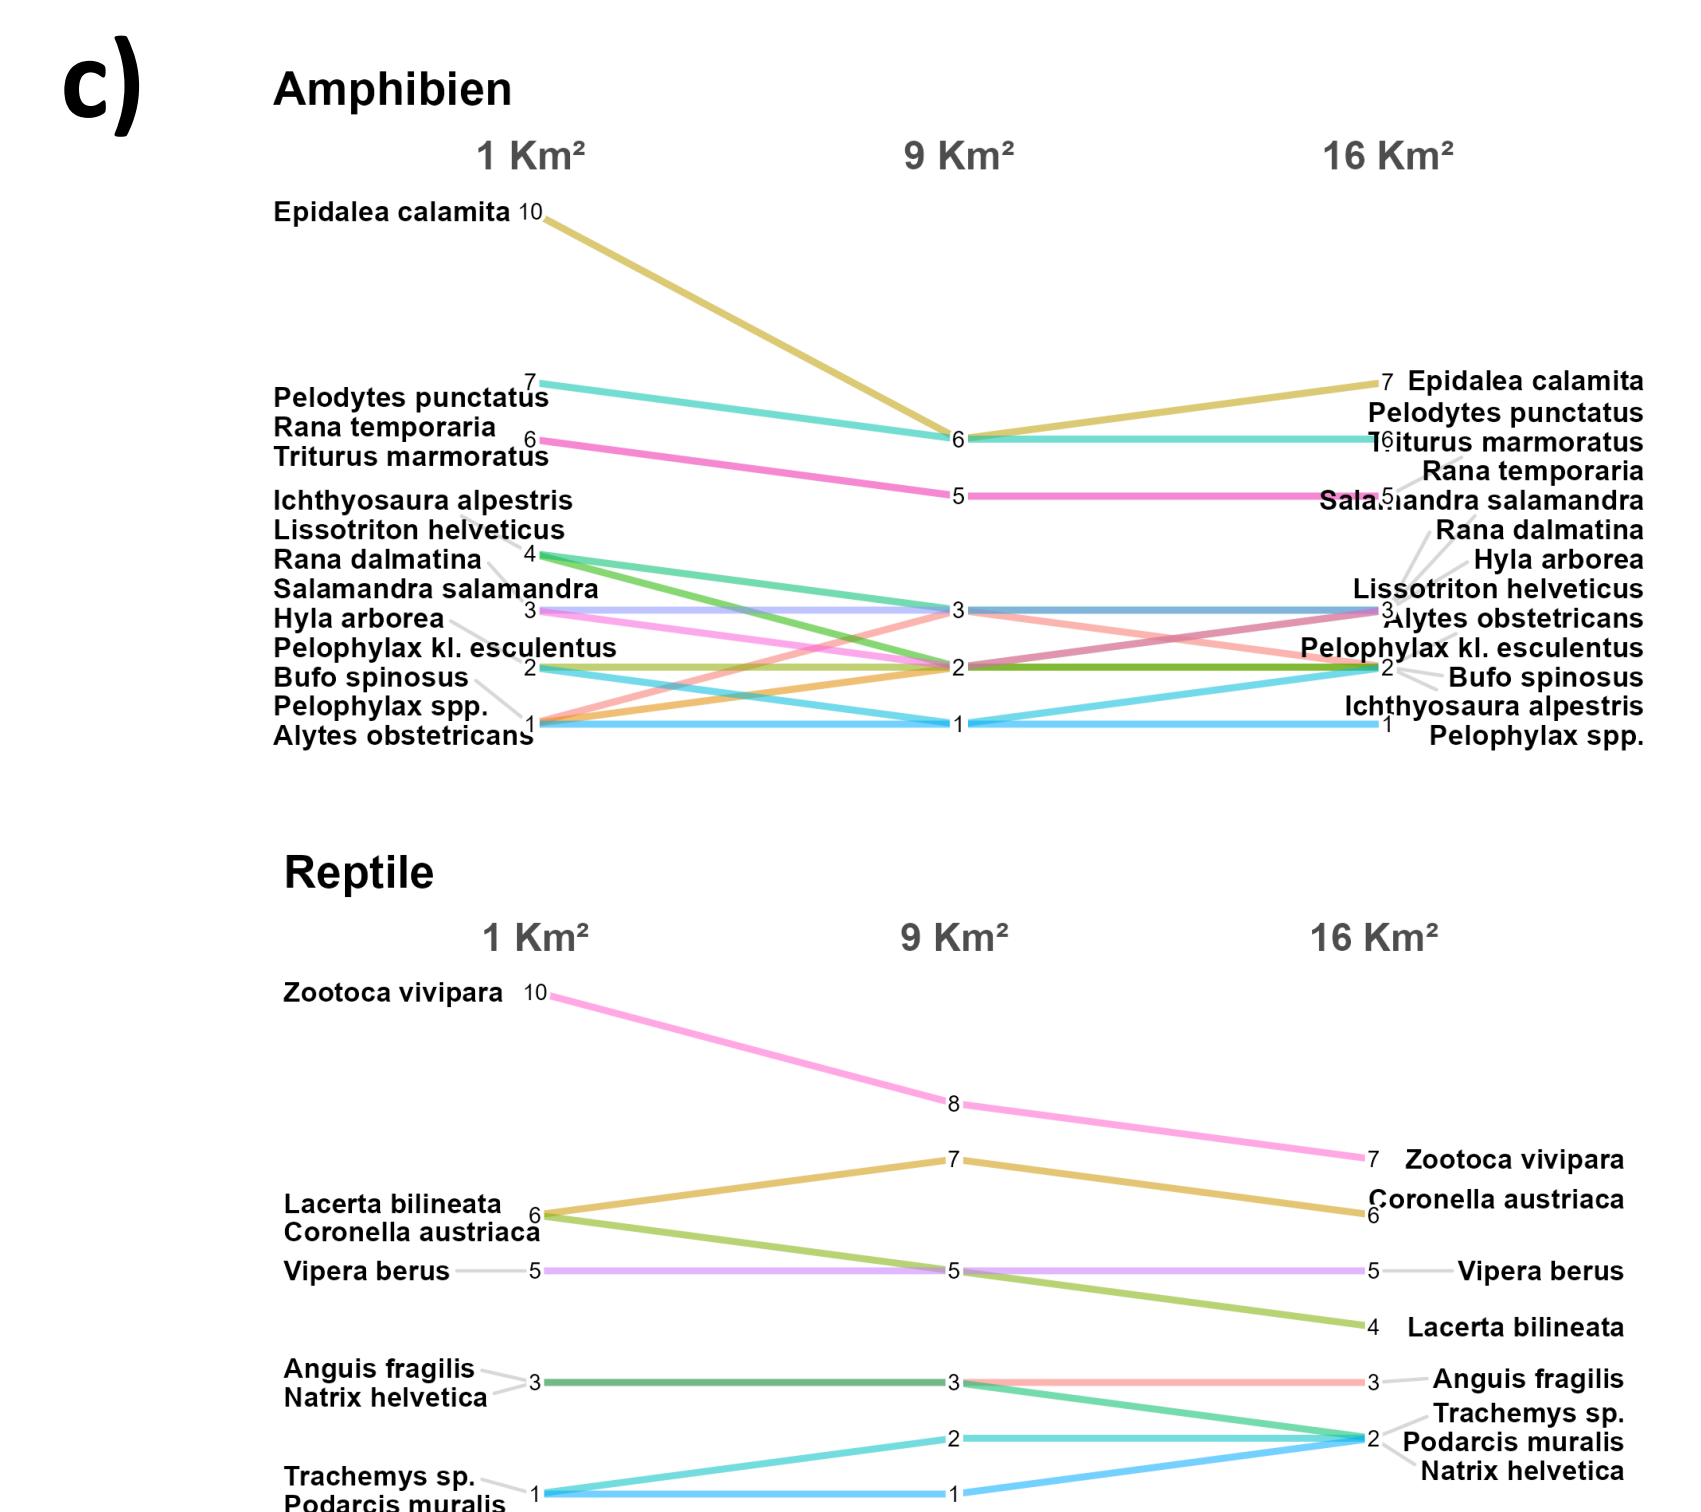 c)
Amphibien
1 Km² 9 Km² 16 Km²
Epidalea calamita 10
7 7 Epidalea calamita
Pelodytes punctatus Pelodytes punctatus
Rana temporaria 6 6 6 Triturus marmoratus
Triturus marmoratus Rana temporaria
5 5
Ichthyosaura alpestris Salamandra salamandra
Lissotriton helveticus Rana dalmatina
4
Rana dalmatina Hyla arborea
Salamandra salamandra Lissotriton helveticus
3 3 3
Hyla arborea Alytes obstetricans
Pelophylax kl. esculentus Pelophylax kl. esculentus
2 2 2
Bufo spinosus Bufo spinosus
Pelophylax spp. Ichthyosaura alpestris
1 1 1
Alytes obstetricans Pelophylax spp.
Reptile
1 Km² 9 Km² 16 Km²
Zootoca vivipara 10
8
7 7 Zootoca vivipara
Lacerta bilineata Coronella austriaca
6 6
Coronella austriaca
Vipera berus 5 5 5 Vipera berus
4 Lacerta bilineata
Anguis fragilis 3 3 3 Anguis fragilis
Natrix helvetica Trachemys sp.
2 2 Podarcis muralis
Trachemys sp. Natrix helvetica
1 1
Podarcis muralis